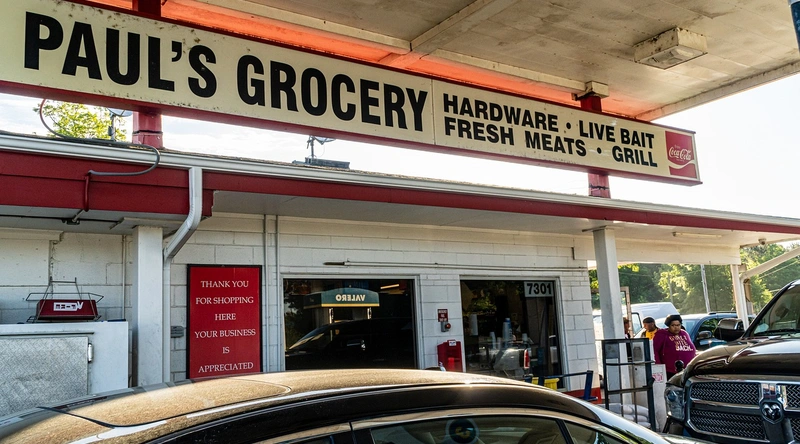 PAUL'S GROCERY
HARDWARE • LIVE BAIT
FRESH MEATS • GRILL
Coca-Cola
THANK YOU
FOR SHOPPING
HERE
YOUR BUSINESS
IS
APPRECIATED
VALERO
7301